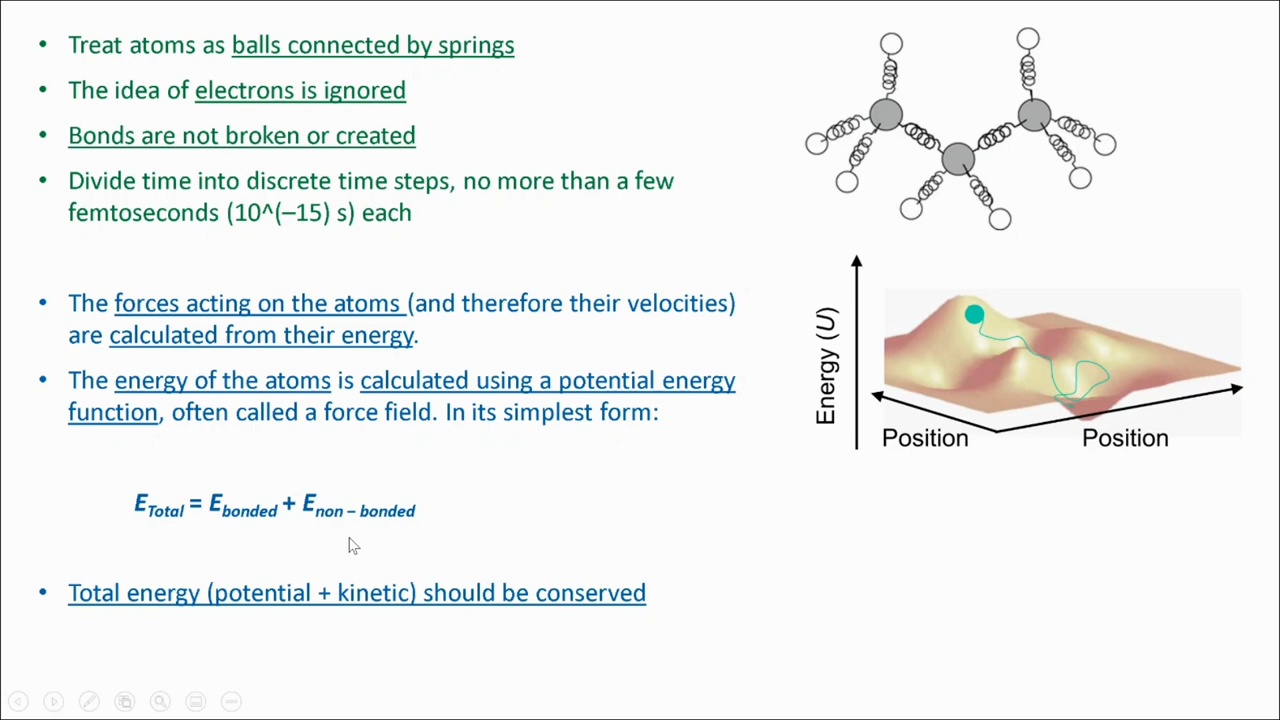 • Treat atoms as balls connected by springs
• The idea of electrons is ignored
• Bonds are not broken or created
• Divide time into discrete time steps, no more than a few
femtoseconds (10^(–15) s) each
• The forces acting on the atoms (and therefore their velocities)
are calculated from their energy.
• The energy of the atoms is calculated using a potential energy
function, often called a force field. In its simplest form:
E Total = E bonded + E non – bonded
• Total energy (potential + kinetic) should be conserved
Energy (U)
Position
Position